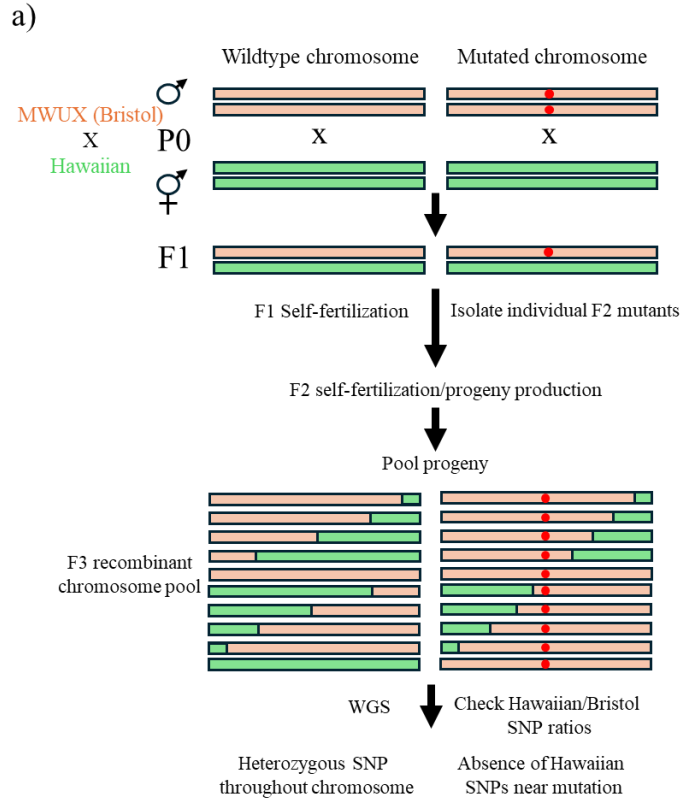 a)
Wildtype chromosome
Mutated chromosome
MWUX (Bristol)
X
Hawaiian
P0
x
x
F1
F1 Self-fertilization
Isolate individual F2 mutants
F2 self-fertilization/progeny production
Pool progeny
F3 recombinant
chromosome pool
WGS
Check Hawaiian/Bristol
SNP ratios
Heterozygous SNP
throughout chromosome
Absence of Hawaiian
SNPs near mutation